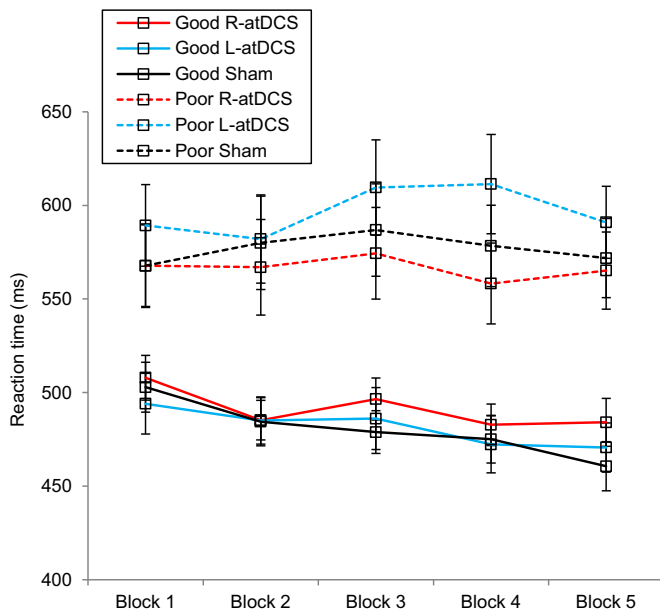 Good R-atDCS
Good L-atDCS
Good Sham
Poor R-atDCS
Poor L-atDCS
Poor Sham
Reaction time (ms)
650
600
550
500
450
400
Block 1 Block 2 Block 3 Block 4 Block 5